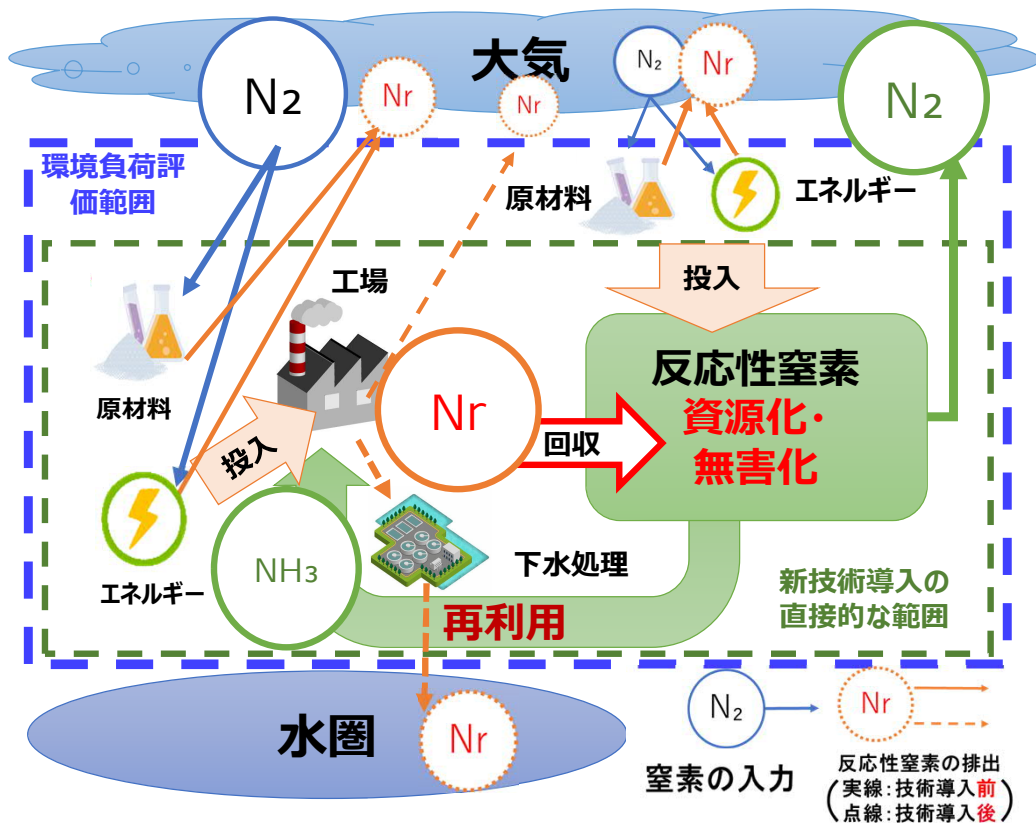 大気
N₂
Nr
Nr
N₂
Nr
N₂
環境負荷評
価範囲
原材料
エネルギー
工場
投入
原材料
投入
エネルギー
Nr
回収
反応性窒素
資源化・
無害化
NH₃
下水処理
再利用
新技術導入の
直接的な範囲
水圏
Nr
N₂
窒素の入力
Nr
反応性窒素の排出
(実線：技術導入前
点線：技術導入後)